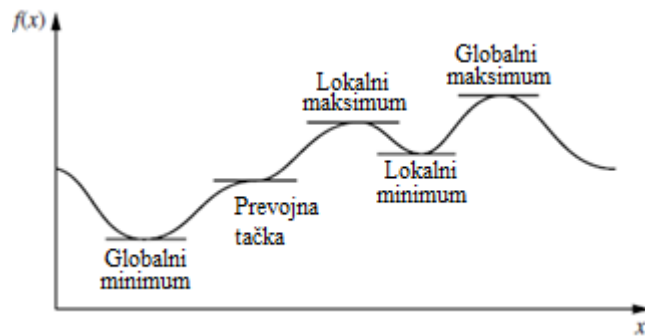 f(x)
Globalni
maksimum
Lokalni
maksimum
Lokalni
minimum
Prevojna
tačka
Globalni
minimum
x